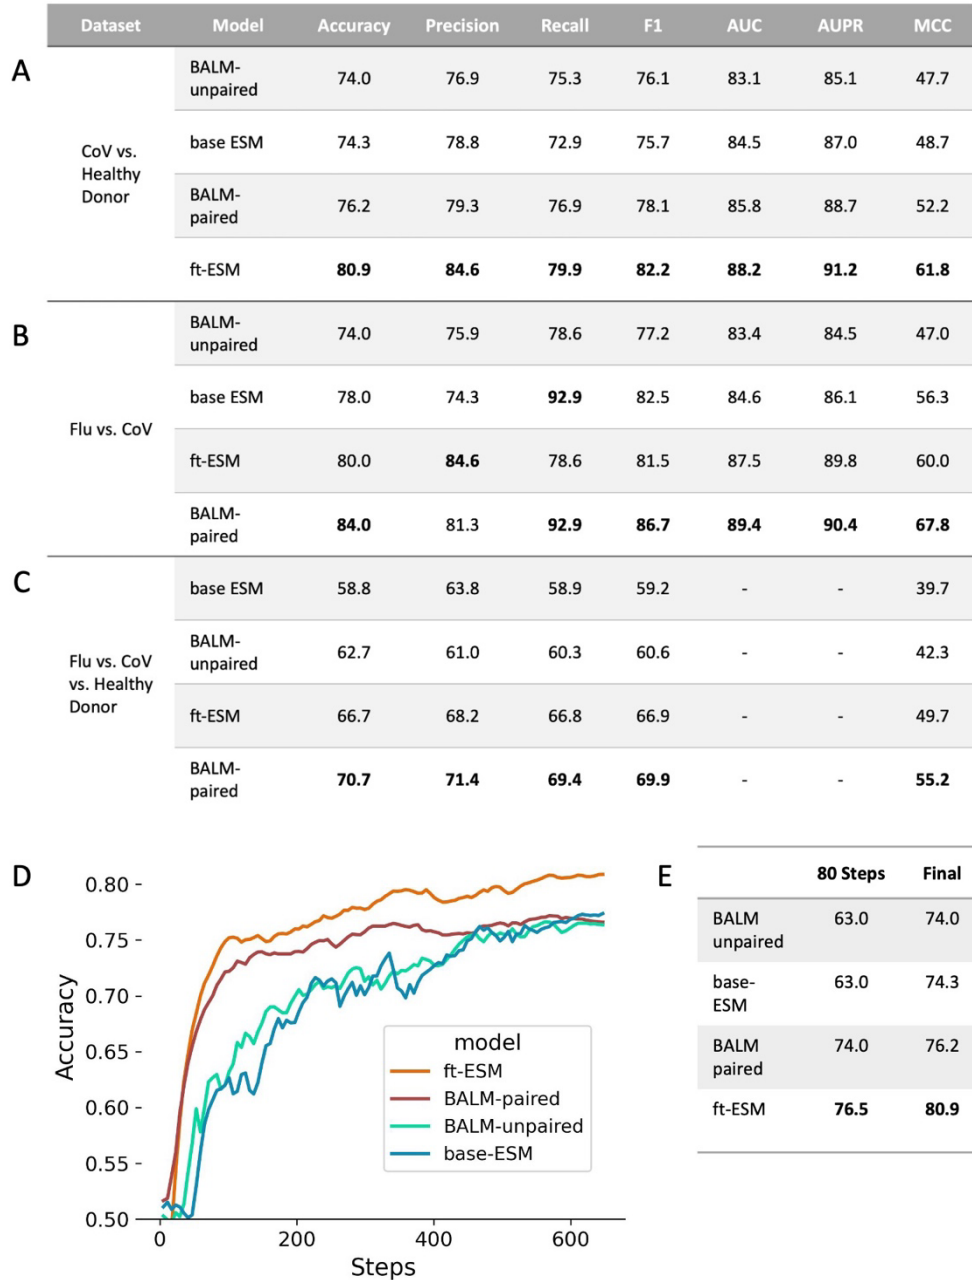 Dataset Model Accuracy Precision Recall F1 AUC AUPR MCC
A
CoV vs.
Healthy
Donor
BALM-
unpaired 74.0 76.9 75.3 76.1 83.1 85.1 47.7
base ESM 74.3 78.8 72.9 75.7 84.5 87.0 48.7
BALM-
paired 76.2 79.3 76.9 78.1 85.8 88.7 52.2
ft-ESM 80.9 84.6 79.9 82.2 88.2 91.2 61.8
B
Flu vs. CoV
BALM-
unpaired 74.0 75.9 78.6 77.2 83.4 84.5 47.0
base ESM 78.0 74.3 92.9 82.5 84.6 86.1 56.3
ft-ESM 80.0 84.6 78.6 81.5 87.5 89.8 60.0
BALM-
paired 84.0 81.3 92.9 86.7 89.4 90.4 67.8
C
Flu vs. CoV
vs. Healthy
Donor
base ESM 58.8 63.8 58.9 59.2 - - 39.7
BALM-
unpaired 62.7 61.0 60.3 60.6 - - 42.3
ft-ESM 66.7 68.2 66.8 66.9 - - 49.7
BALM-
paired 70.7 71.4 69.4 69.9 - - 55.2
D
Accuracy
0.80
0.75
0.70
0.65
0.60
0.55
0.50
0 200 400 600
Steps
model
ft-ESM
BALM-paired
BALM-unpaired
base-ESM
E
80 Steps Final
BALM
unpaired 63.0 74.0
base-
ESM 63.0 74.3
BALM
paired 74.0 76.2
ft-ESM 76.5 80.9